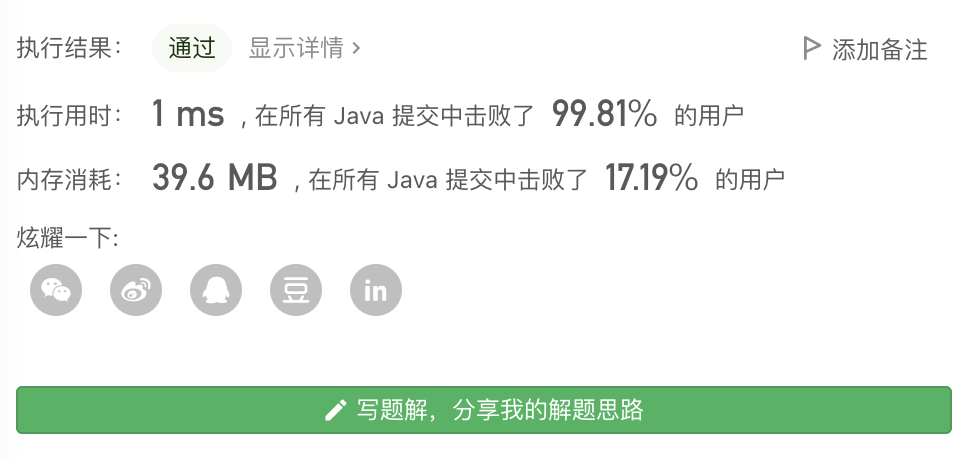 执行结果： 通过 显示详情 › 添加备注
执行用时： 1 ms , 在所有 Java 提交中击败了 99.81% 的用户
内存消耗： 39.6 MB , 在所有 Java 提交中击败了 17.19% 的用户
炫耀一下:
豆 in
写题解，分享我的解题思路